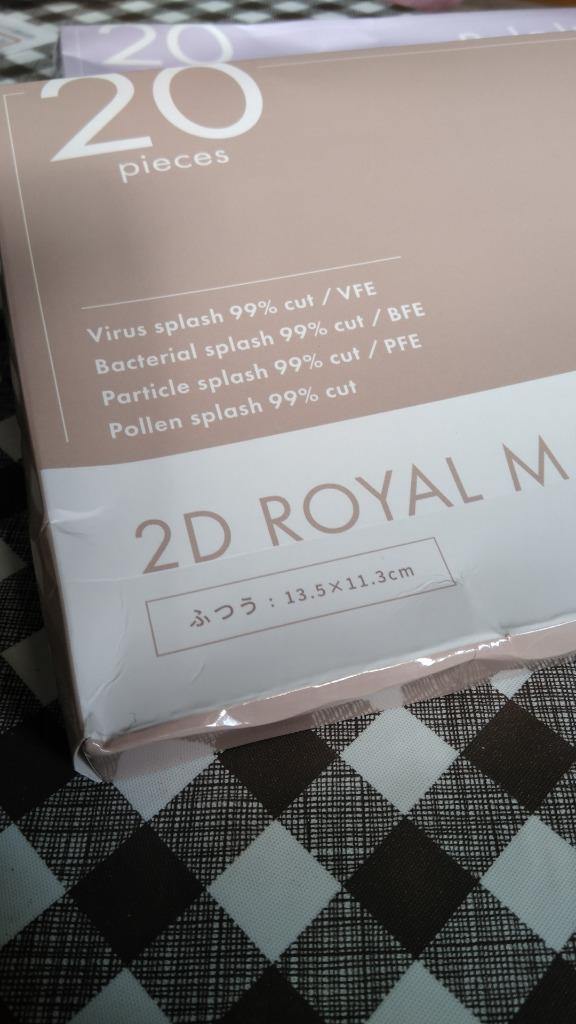 20
20
pieces
Virus splash 99% cut / VFE
Bacterial splash 99% cut / BFE
Particle splash 99% cut / PFE
Pollen splash 99% cut
2D ROYAL M
ふつう : 13.5×11.3cm